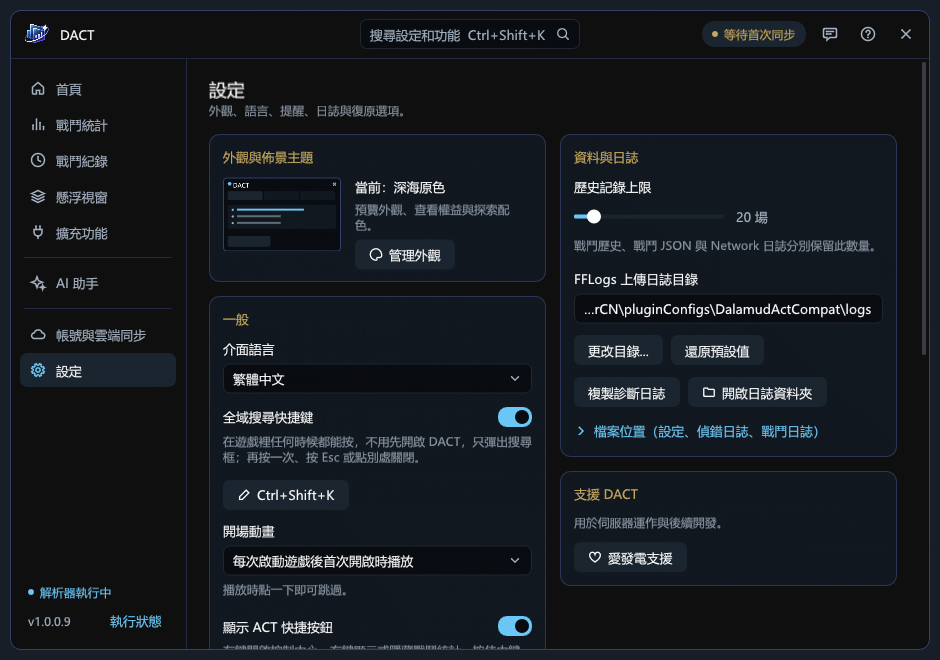 DACT
搜尋設定和功能 Ctrl+Shift+K
等待首次同步
首頁
戰鬥統計
戰鬥紀錄
懸浮視窗
擴充功能
AI 助手
帳號與雲端同步
設定
解析器執行中
v1.0.0.9 執行狀態
設定
外觀、語言、提醒、日誌與復原選項。
外觀與佈景主題
DACT
當前：深海原色
預覽外觀、查看權益與探索配
色。
管理外觀
一般
介面語言
繁體中文
全域搜尋快捷鍵
在遊戲裡任何時候都能按，不用先開啟 DACT，只彈出搜尋
框；再按一次、按 Esc 或點別處關閉。
Ctrl+Shift+K
開場動畫
每次啟動遊戲後首次開啟時播放
播放時點一下即可跳過。
顯示 ACT 快捷按鈕
資料與日誌
歷史記錄上限
20 場
戰鬥歷史、戰鬥 JSON 與 Network 日誌分別保留此數量。
FFLogs 上傳日誌目錄
...rCN\pluginConfigs\DalamudActCompat\logs
更改目錄... 還原預設值
複製診斷日誌 開啟日誌資料夾
檔案位置（設定、偵錯日誌、戰鬥日誌）
支援 DACT
用於伺服器運作與後續開發。
愛發電支援